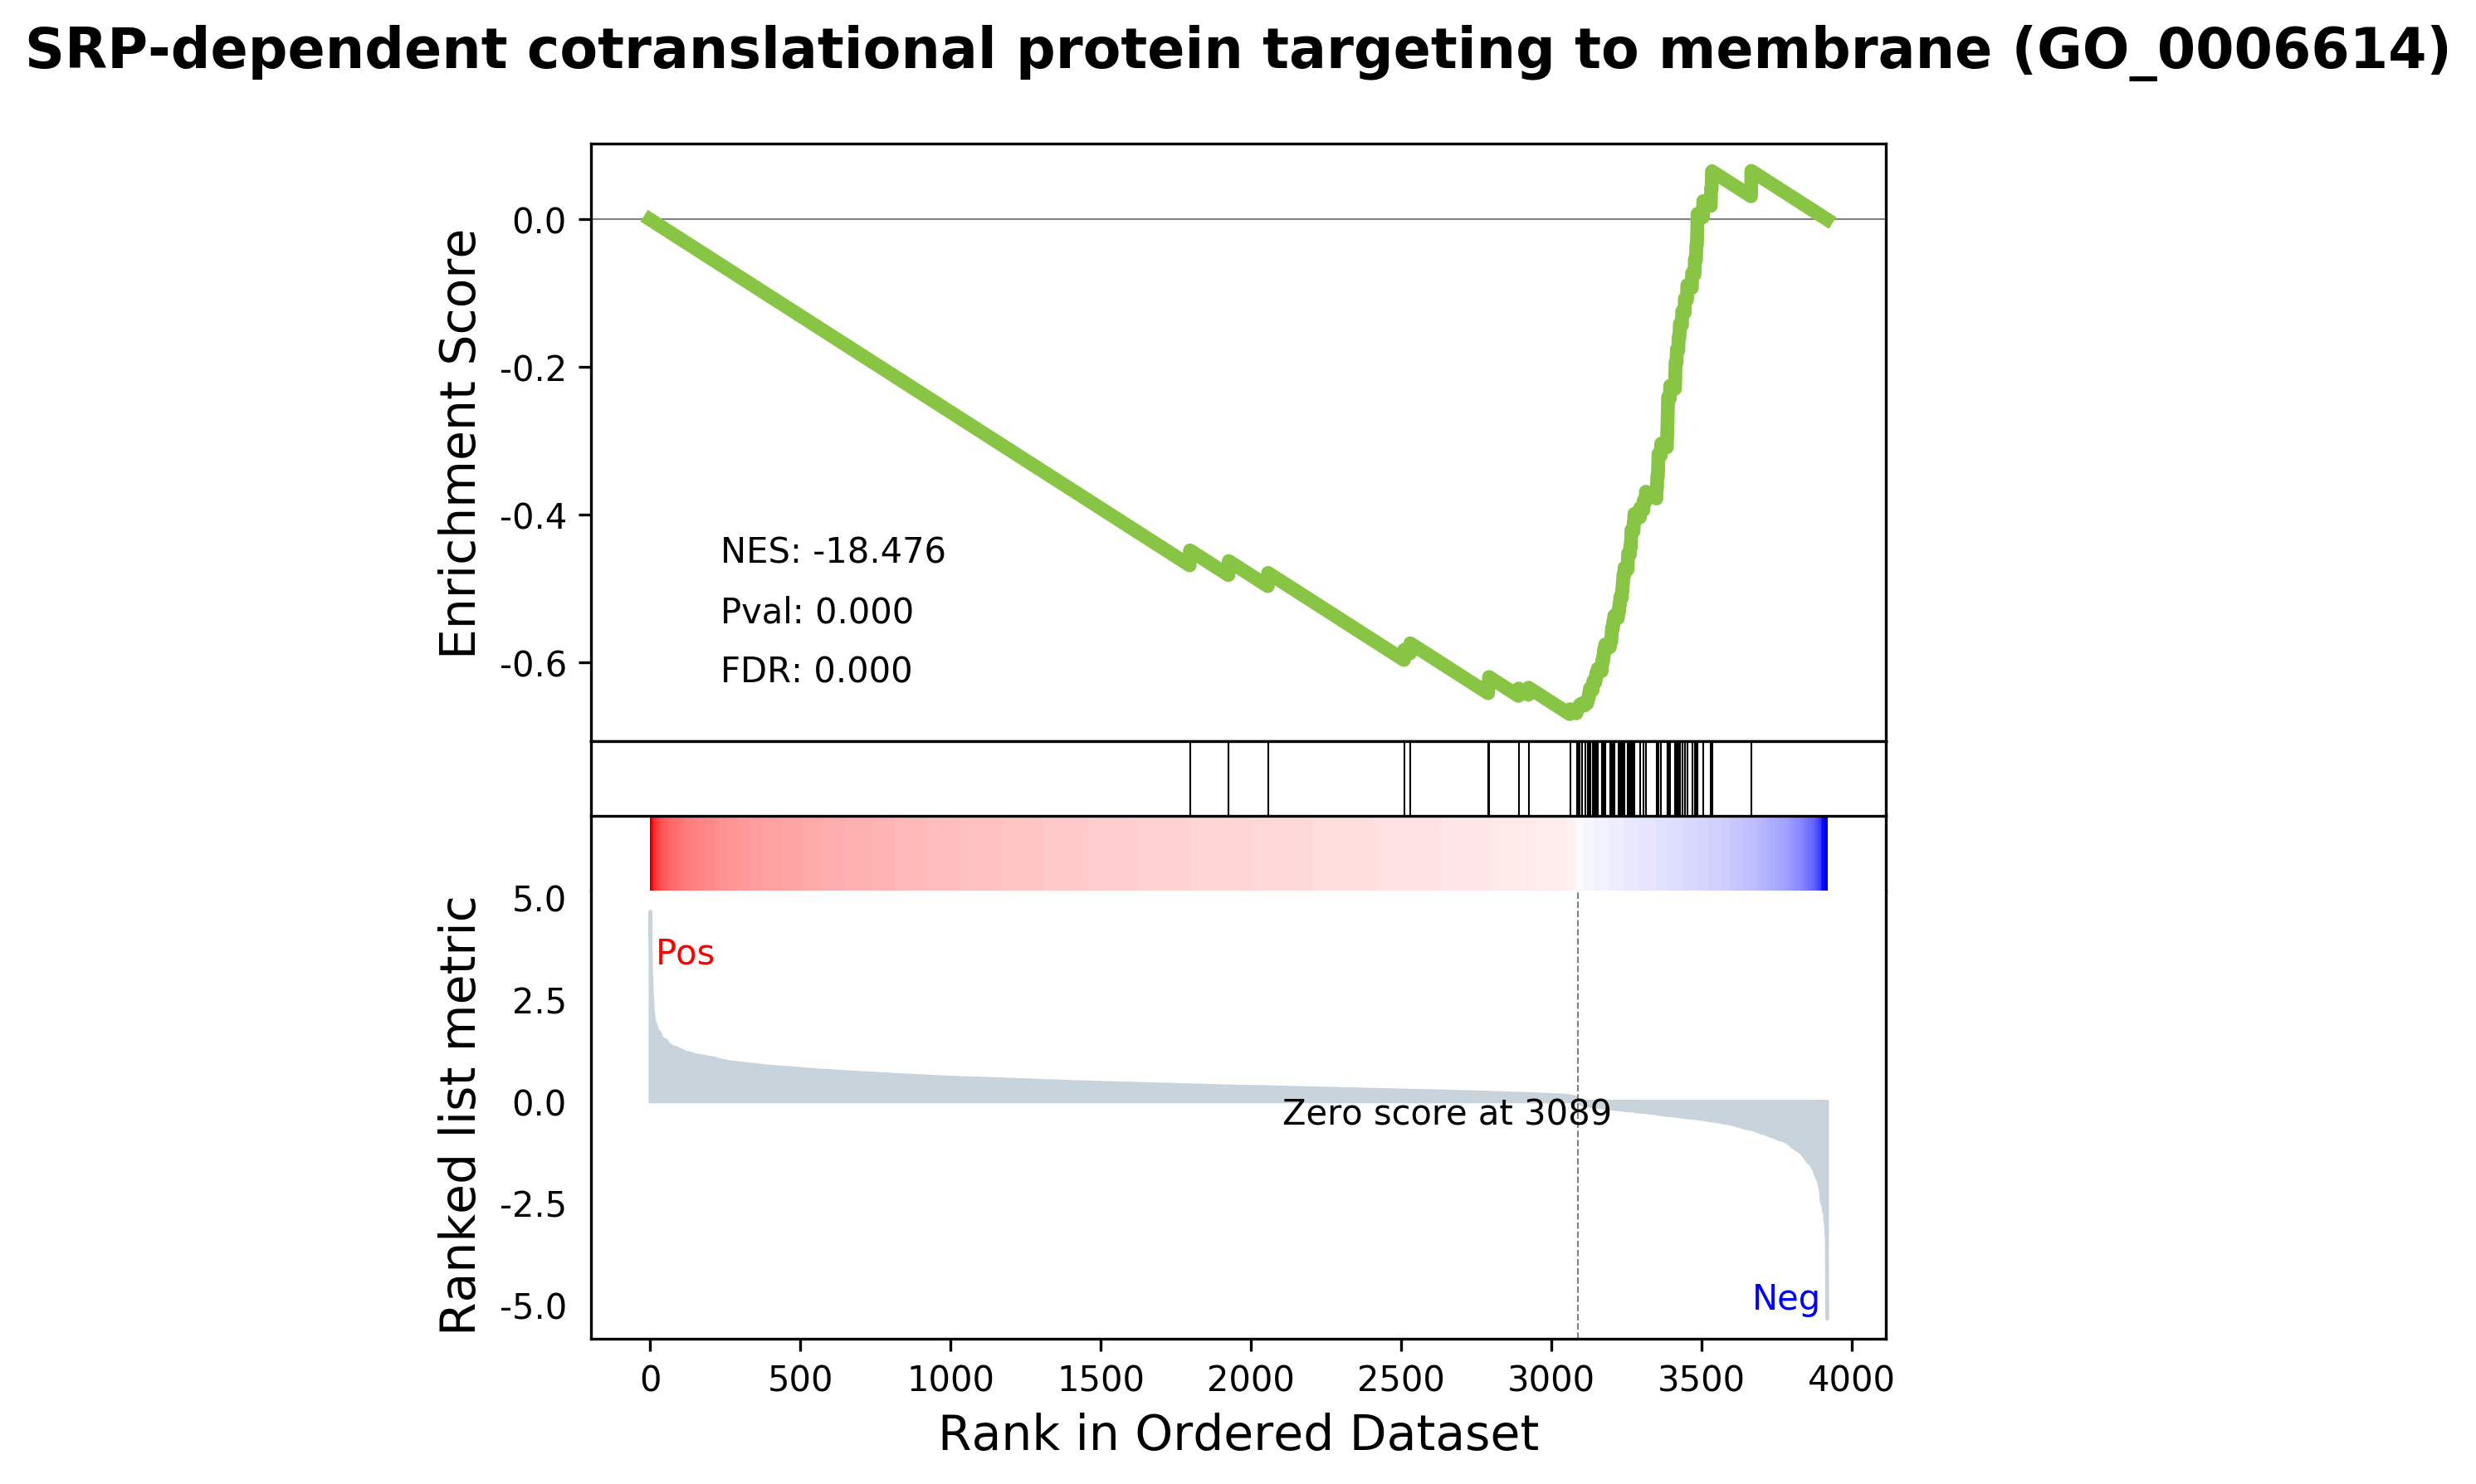 SRP-dependent cotranslational protein targeting to membrane (GO_0006614)
Enrichment Score
0.0
-0.2
-0.4
-0.6
NES: -18.476
Pval: 0.000
FDR: 0.000
Ranked list metric
5.0
2.5
0.0
-2.5
-5.0
Pos
Zero score at 3089
Neg
0 500 1000 1500 2000 2500 3000 3500 4000
Rank in Ordered Dataset